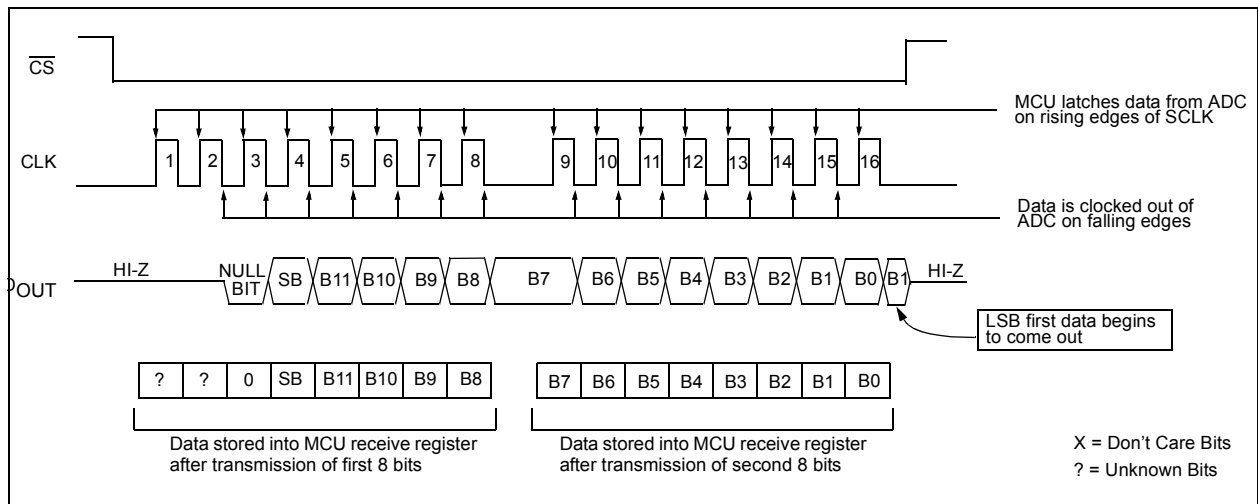 CS
MCU latches data from ADC
on rising edges of SCLK
CLK
1 2 3 4 5 6 7 8 9 10 11 12 13 14 15 16
Data is clocked out of
ADC on falling edges
DOUT
HI-Z
NULL
BIT
SB B11 B10 B9 B8 B7 B6 B5 B4 B3 B2 B1 B0 B1
HI-Z
LSB first data begins
to come out
? ? 0 SB B11 B10 B9 B8
B7 B6 B5 B4 B3 B2 B1 B0
Data stored into MCU receive register
after transmission of first 8 bits
Data stored into MCU receive register
after transmission of second 8 bits
X = Don't Care Bits
? = Unknown Bits